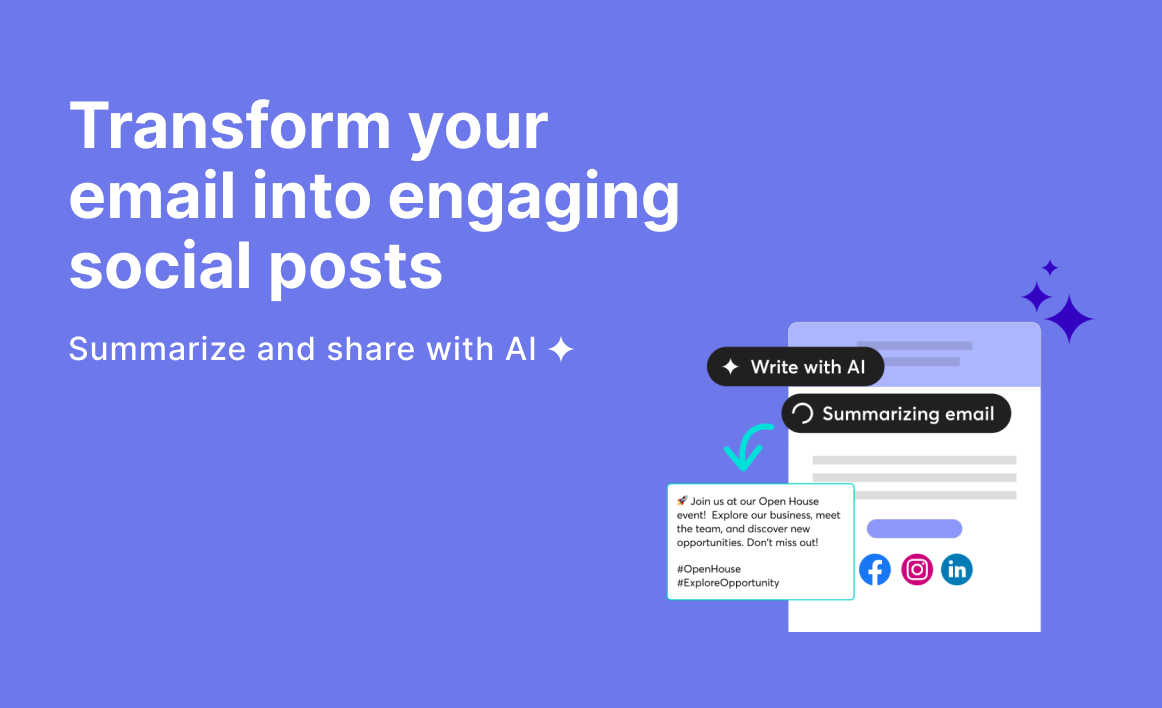 Transform your
email into engaging
social posts
Summarize and share with AI
Write with AI
Summarizing email
🚀 Join us at our Open House
event! Explore our business, meet
the team, and discover new
opportunities. Don't miss out!
#OpenHouse
#ExploreOpportunity
in